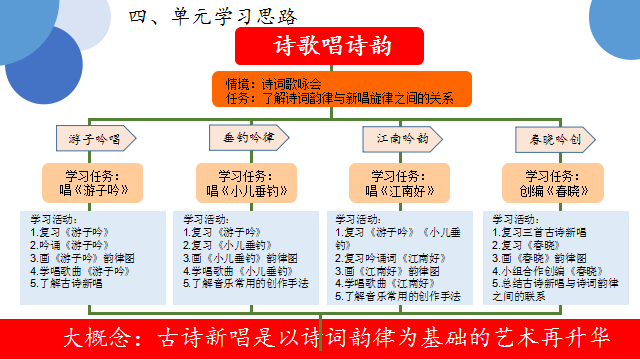 四、单元学习思路
诗歌唱诗韵
情境：诗词歌咏会
任务：了解诗词韵律与新唱旋律之间的关系
游子吟唱
垂钓吟律
江南吟韵
春晓吟创
学习任务：
唱《游子吟》
学习任务：
唱《小儿垂钓》
学习任务：
唱《江南好》
学习任务：
创编《春晓》
学习活动：
1.复习《游子吟》
2.吟诵《游子吟》
3.画《游子吟》韵律图
4.学唱歌曲《游子吟》
5.了解古诗新唱
学习活动：
1.复习《游子吟》
2.复习《小儿垂钓》
3.画《小儿垂钓》韵律图
4.学唱歌曲《小儿垂钓》
5.了解音乐常用的创作手法
学习活动：
1.复习《游子吟》《小儿垂
钓》
2.复习吟诵词《江南好》
3.画《江南好》韵律图
4.学唱歌曲《江南好》
5.了解音乐常用的创作手法
学习活动：
1.复习三首古诗新唱
2.复习《春晓》
3.画《春晓》韵律图
4.小组合作创编《春晓》
5.总结古诗新唱与诗词韵律
之间的联系
大概念：古诗新唱是以诗词韵律为基础的艺术再升华